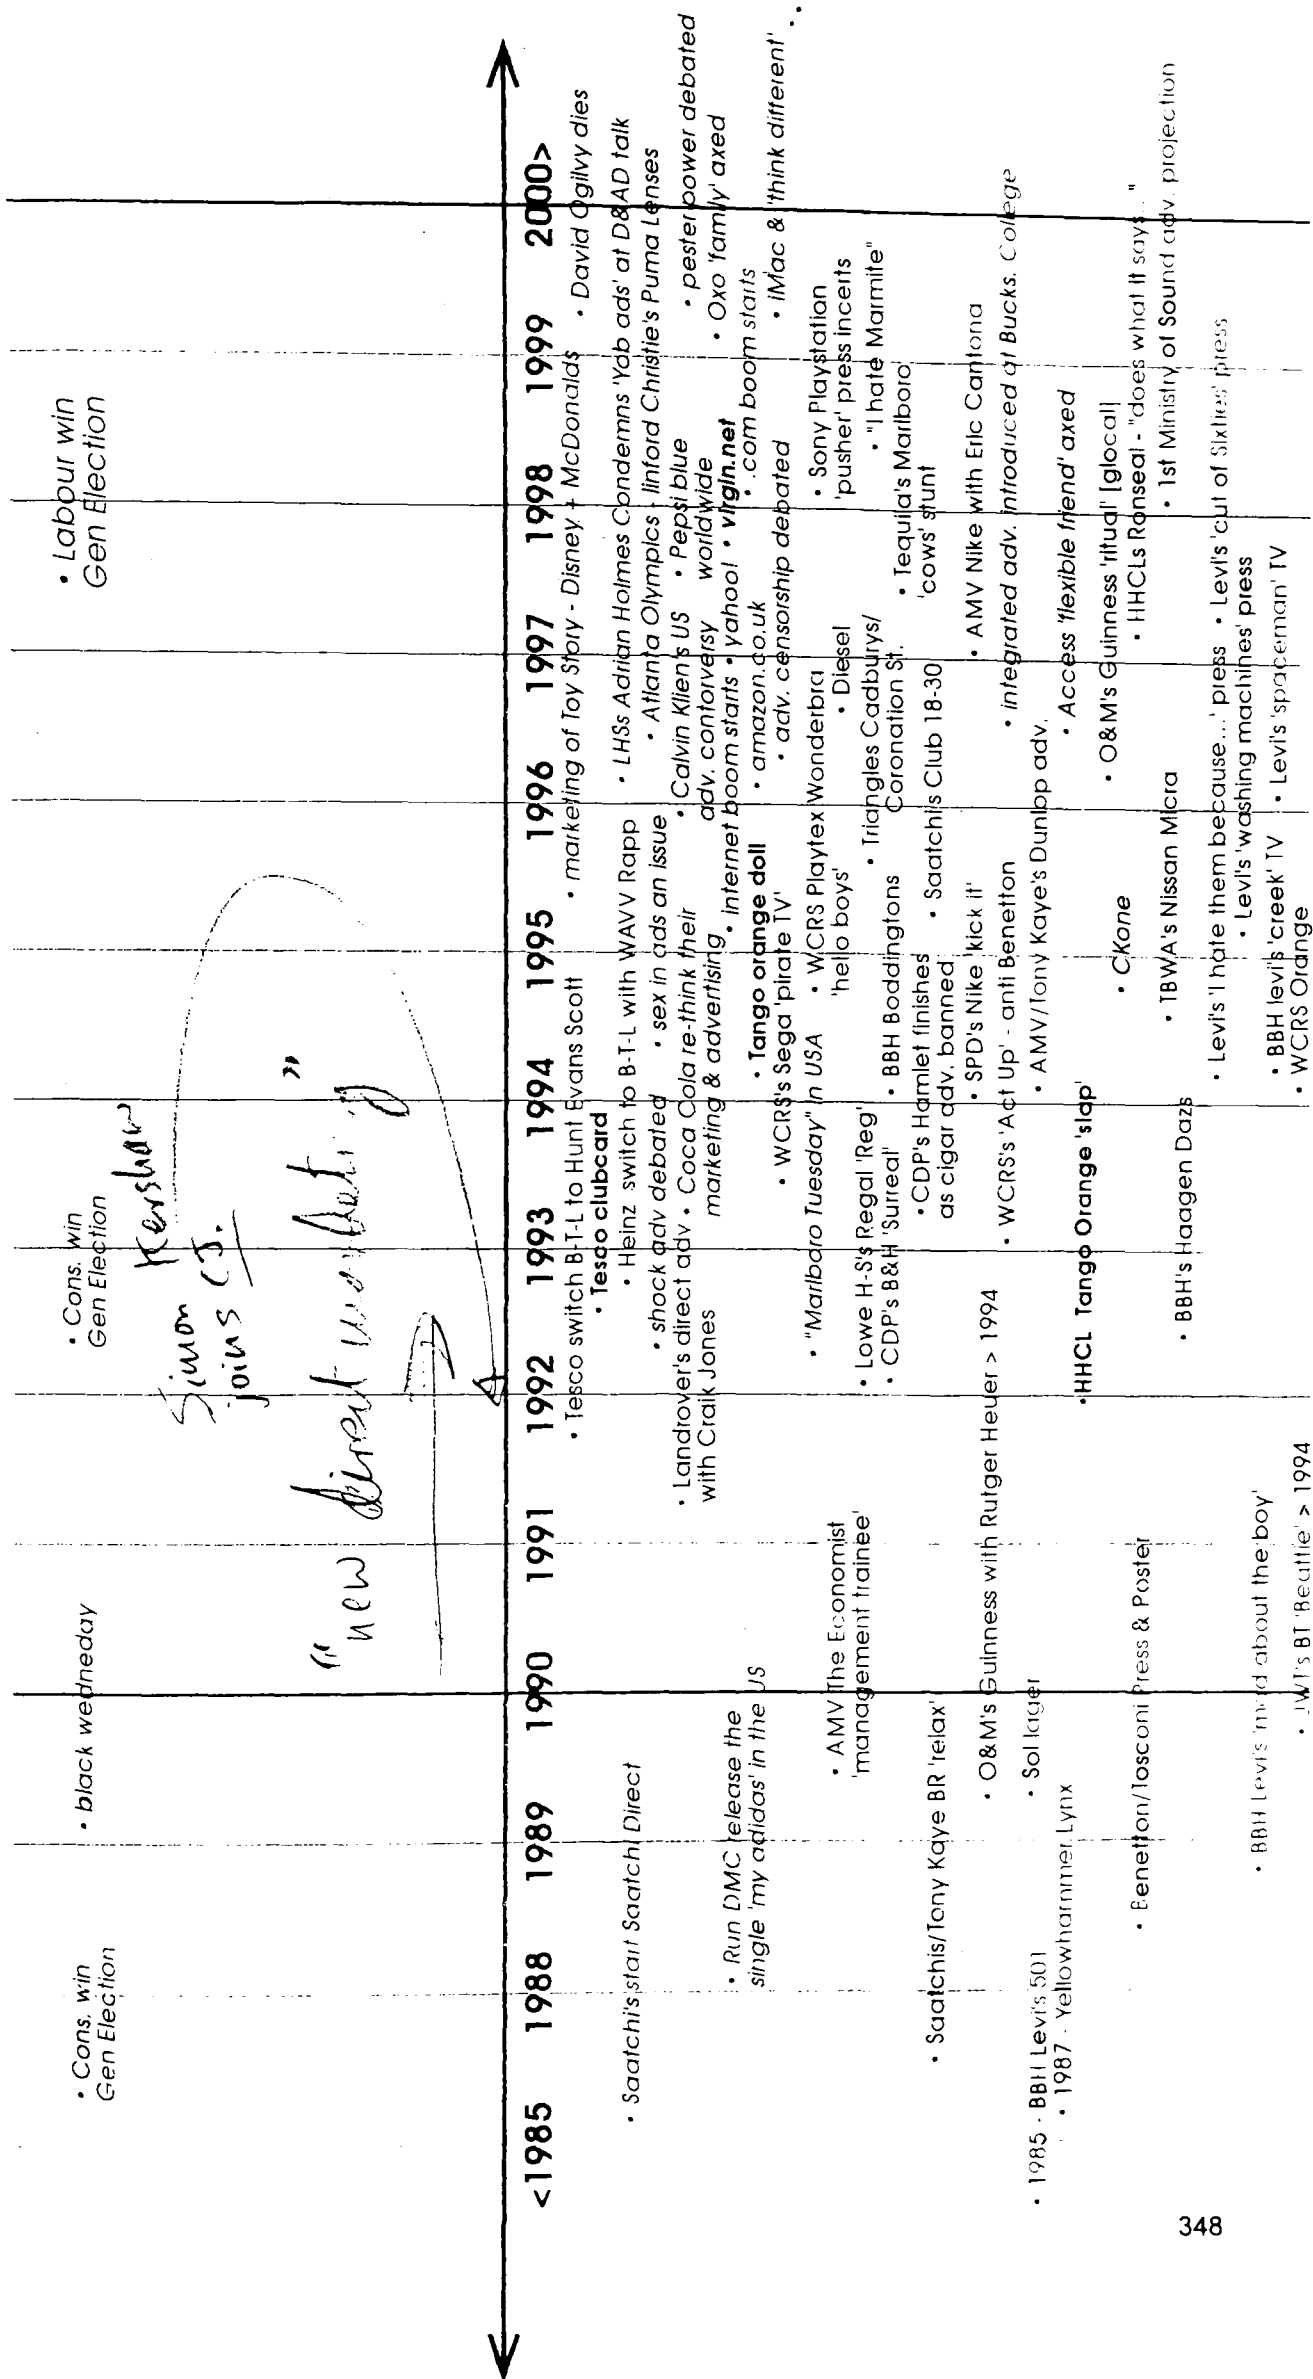 • Cons. win
Gen Election
• black wedneday
• Cons. win
Gen Election
• Labour win
Gen Election
Simon Kershaw
joins CJ.
"new direct marketing"
<1985 1988 1989 1990 1991 1992 1993 1994 1995 1996 1997 1998 1999 2000>
• Tesco switch B-T-L to Hunt Evans Scott
• marketing of Toy Story - Disney + McDonalds
• David Ogilvy dies
• Tesco clubcard
• Saatchi's start Saatchi Direct
• Heinz switch to B-T-L with WAVV Rapp
• LHSs Adrian Holmes Condemns 'Yob ads' at D&AD talk
• Atlanta Olympics - linford Christie's Puma Lenses
• shock adv debated
• sex in ads an issue
• Calvin Klien's US
adv. contorversy
• Pepsi blue
worldwide
• pester power debated
• Landrover's direct adv
with Craik Jones
• Coca Cola re-think their
marketing & advertising
• internet boom starts
• yahoo!
• virgin.net
• Oxo 'family' axed
• Run DMC release the
single 'my adidas' in the US
• Tango orange doll
• amazon.co.uk
• .com boom starts
• WCRS's Sega 'pirate TV'
• adv. censorship debated
• iMac & 'think different' . .
• "Marlboro Tuesday" in USA
• WCRS Playtex Wonderbra
'hello boys'
• Diesel
• Sony Playstation
'pusher' press incerts
• AMV The Economist
'management trainee'
• Lowe H-S's Regal 'Reg'
• Triangles Cadburys/
Coronation St.
• "I hate Marmite"
• CDP's B&H 'Surreal'
• BBH Boddingtons
• Tequila's Marlboro
'cows' stunt
• CDP's Hamlet finishes
as cigar adv. banned
• Saatchis Club 18-30
• Saatchis/Tony Kaye BR 'relax'
• SPD's Nike 'kick it'
• AMV Nike with Eric Cantona
• O&M's Guinness with Rutger Heuer > 1994
• WCRS's 'Act Up' - anti Benetton
• integrated adv. introduced at Bucks. College
• Sol lager
• AMV/Tony Kaye's Dunlop adv.
• 1985 - BBH Levi's 501
• 1987 - Yellowhammer Lynx
• Access 'flexible friend' axed
• HHCL Tango Orange 'slap'
• O&M's Guinness 'ritual' [glocal]
• CKone
• HHCLs Ronseal - "does what it says.."
• Benetton/Toscani Press & Poster
• TBWA's Nissan Micra
• 1st Ministry of Sound adv. projection
• BBH's Haagen Dazs
• Levi's 'I hate them because...' press
• Levi's 'cut of Sixties' press
• Levi's 'washing machines' press
• BBH Levi's 'mad about the boy'
• BBH levi's 'creek' TV
• Levi's 'spaceman' TV
• JWT's BT 'Beattie' > 1994
• WCRS Orange
348